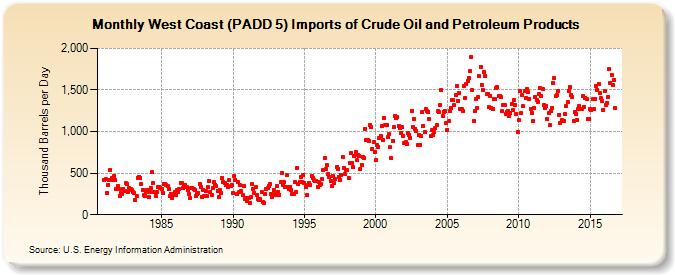 Monthly West Coast (PADD 5) Imports of Crude Oil and Petroleum Products
Thousand Barrels per Day
2,000
1,500
1,000
500
0
1985 1990 1995 2000 2005 2010 2015
Source: U.S. Energy Information Administration